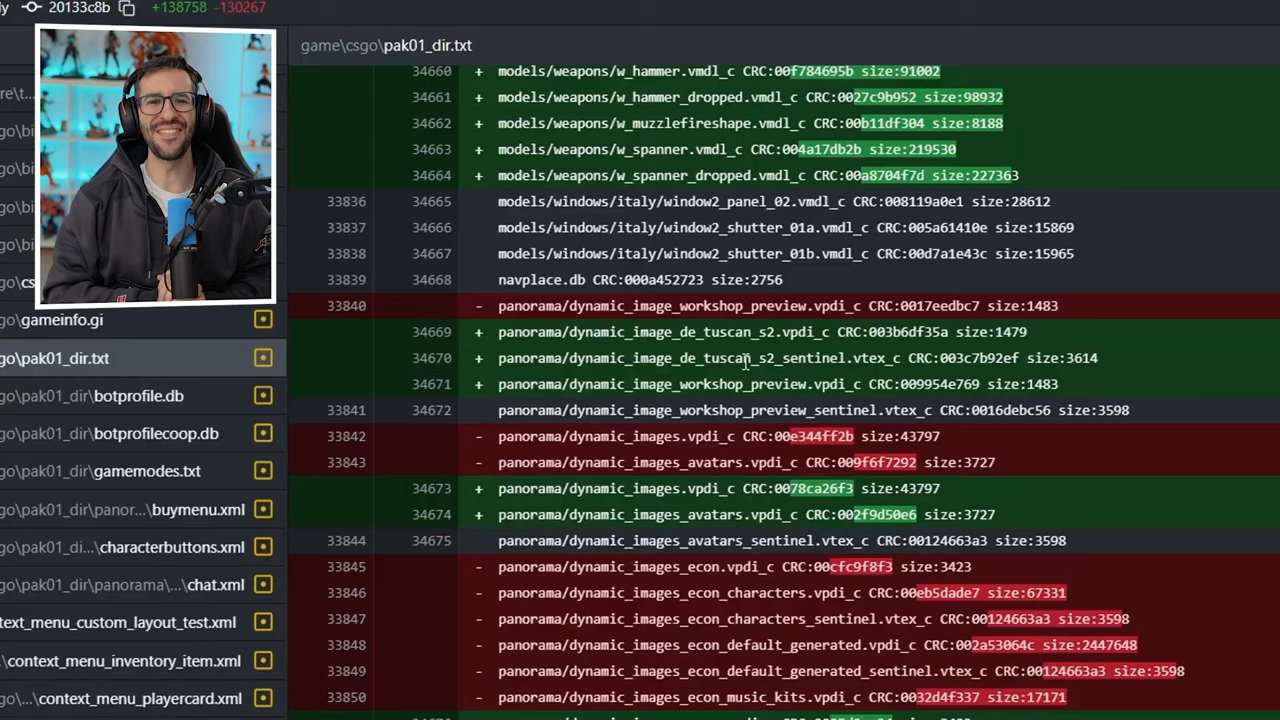 ly 20133c8b +138758 -130267
re\t...
go\bi
go\bi
go\bi
go\bi
go\cs
go\gameinfo.gi
go\pak01_dir.txt
go\pak01_dir\botprofile.db
go\pak01_dir\botprofilecoop.db
go\pak01_dir\gamemodes.txt
go\pak01_dir\panor...\buymenu.xml
go\pak01_di...\characterbuttons.xml
go\pak01_dir\panorama\...\chat.xml
text_menu_custom_layout_test.xml
\context_menu_inventory_item.xml
go\...\context_menu_playercard.xml
game\csgo\pak01_dir.txt
34660 + models/weapons/w_hammer.vmdl_c CRC:00f784695b size:91002
34661 + models/weapons/w_hammer_dropped.vmdl_c CRC:0027c9b952 size:98932
34662 + models/weapons/w_muzzlefireshape.vmdl_c CRC:00b11df304 size:8188
34663 + models/weapons/w_spanner.vmdl_c CRC:004a17db2b size:219530
34664 + models/weapons/w_spanner_dropped.vmdl_c CRC:00a8704f7d size:227363
33836 34665 models/windows/italy/window2_panel_02.vmdl_c CRC:008119a0e1 size:28612
33837 34666 models/windows/italy/window2_shutter_01a.vmdl_c CRC:005a61410e size:15869
33838 34667 models/windows/italy/window2_shutter_01b.vmdl_c CRC:00d7a1e43c size:15965
33839 34668 navplace.db CRC:000a452723 size:2756
33840 - panorama/dynamic_image_workshop_preview.vpdi_c CRC:0017eedbc7 size:1483
34669 + panorama/dynamic_image_de_tuscan_s2.vpdi_c CRC:003b6df35a size:1479
34670 + panorama/dynamic_image_de_tuscan_s2_sentinel.vtex_c CRC:003c7b92ef size:3614
34671 + panorama/dynamic_image_workshop_preview.vpdi_c CRC:009954e769 size:1483
33841 34672 panorama/dynamic_image_workshop_preview_sentinel.vtex_c CRC:0016debc56 size:3598
33842 - panorama/dynamic_images.vpdi_c CRC:00e344ff2b size:43797
33843 - panorama/dynamic_images_avatars.vpdi_c CRC:009f6f7292 size:3727
34673 + panorama/dynamic_images.vpdi_c CRC:0078ca26f3 size:43797
34674 + panorama/dynamic_images_avatars.vpdi_c CRC:002f9d50e6 size:3727
33844 34675 panorama/dynamic_images_avatars_sentinel.vtex_c CRC:00124663a3 size:3598
33845 - panorama/dynamic_images_econ.vpdi_c CRC:00cfc9f8f3 size:3423
33846 - panorama/dynamic_images_econ_characters.vpdi_c CRC:00eb5dade7 size:67331
33847 - panorama/dynamic_images_econ_characters_sentinel.vtex_c CRC:00124663a3 size:3598
33848 - panorama/dynamic_images_econ_default_generated.vpdi_c CRC:002a53064c size:2447648
33849 - panorama/dynamic_images_econ_default_generated_sentinel.vtex_c CRC:00124663a3 size:3598
33850 - panorama/dynamic_images_econ_music_kits.vpdi_c CRC:0032d4f337 size:17171